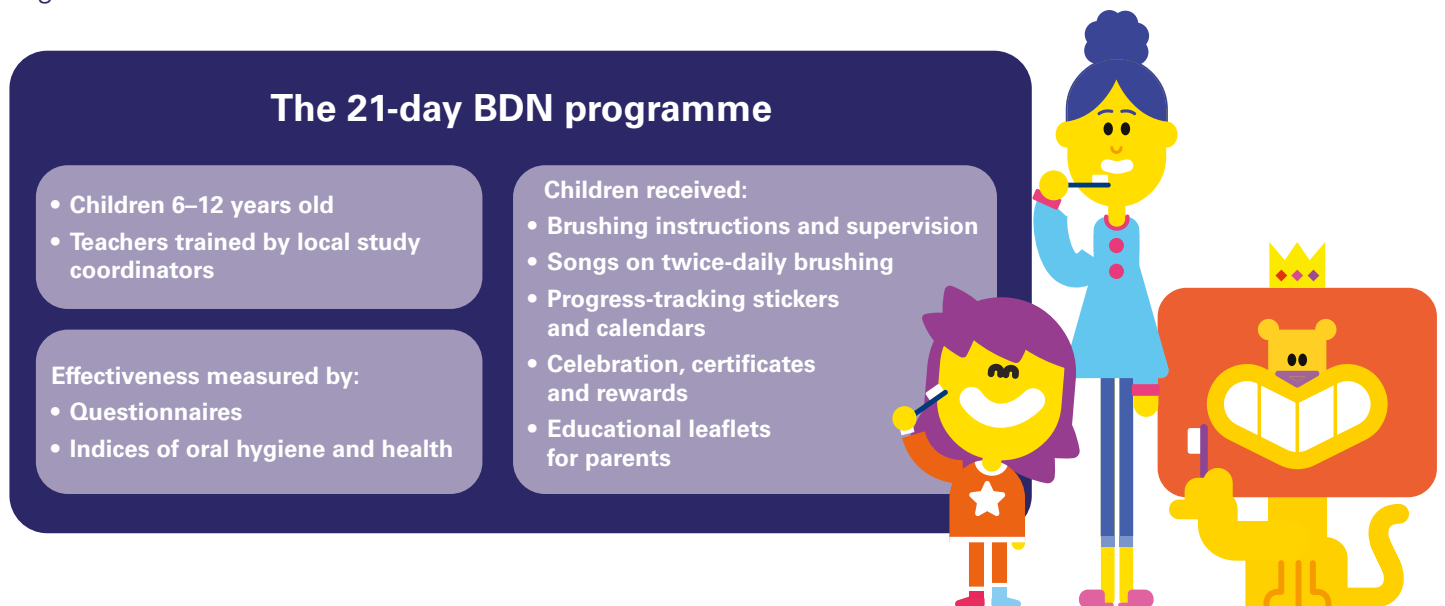 The 21-day BDN programme
• Children 6–12 years old
• Teachers trained by local study
coordinators
Effectiveness measured by:
• Questionnaires
• Indices of oral hygiene and health
Children received:
• Brushing instructions and supervision
• Songs on twice-daily brushing
• Progress-tracking stickers
and calendars
• Celebration, certificates
and rewards
• Educational leaflets
for parents